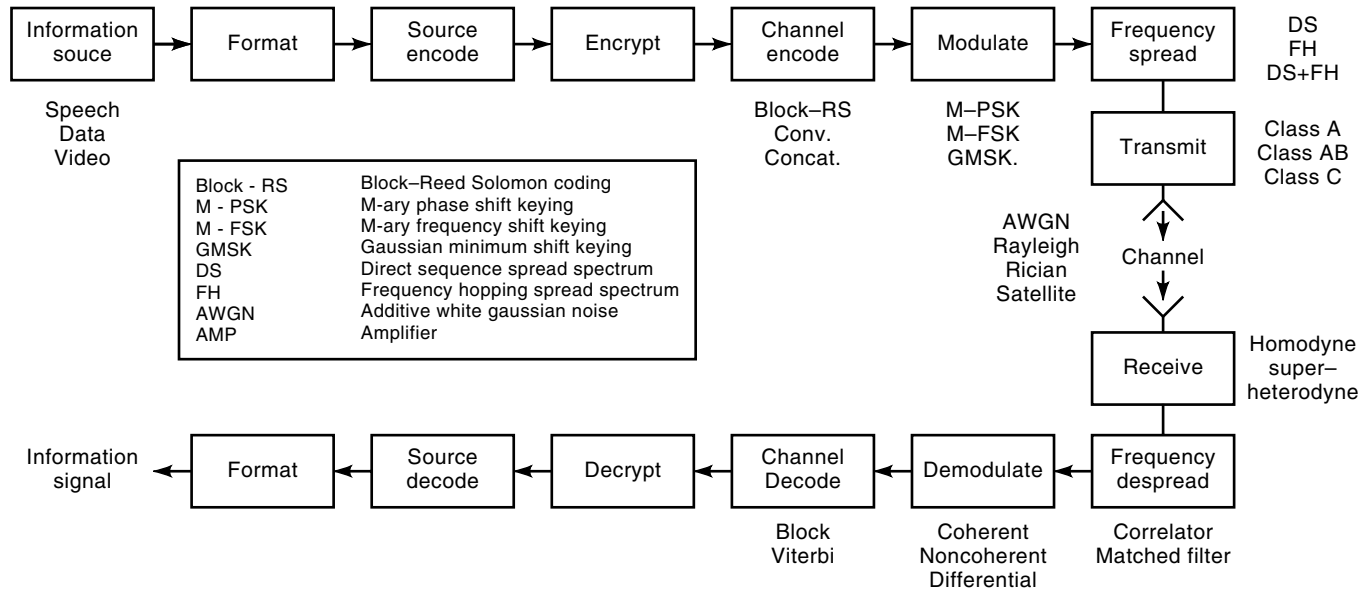 Information
souce
Format
Source
encode
Encrypt
Channel
encode
Modulate
Frequency
spread
DS
FH
DS+FH
Speech
Data
Video
Block–RS
Conv.
Concat.
M–PSK
M–FSK
GMSK.
Transmit
Class A
Class AB
Class C
Block - RS Block–Reed Solomon coding
M - PSK M-ary phase shift keying
M - FSK M-ary frequency shift keying
GMSK Gaussian minimum shift keying
DS Direct sequence spread spectrum
FH Frequency hopping spread spectrum
AWGN Additive white gaussian noise
AMP Amplifier
AWGN
Rayleigh
Rician
Satellite
Channel
Receive
Homodyne
super–
heterodyne
Information
signal
Format
Source
decode
Decrypt
Channel
Decode
Demodulate
Frequency
despread
Block
Viterbi
Coherent
Noncoherent
Differential
Correlator
Matched filter